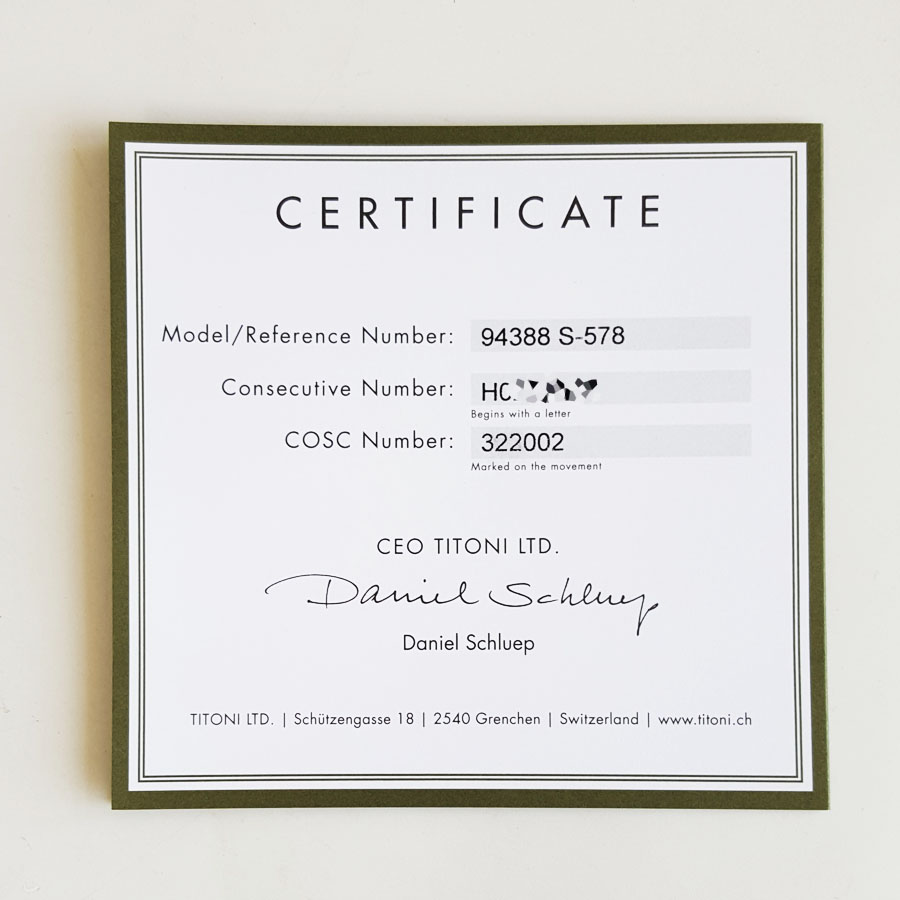 CERTIFICATE
Model/Reference Number: 94388 S-578
Consecutive Number:
Begins with a letter
COSC Number: 322002
Marked on the movement
CEO TITONI LTD.
Daniel Schluep
Daniel Schluep
TITONI LTD. | Schützengasse 18 | 2540 Grenchen | Switzerland | www.titoni.ch